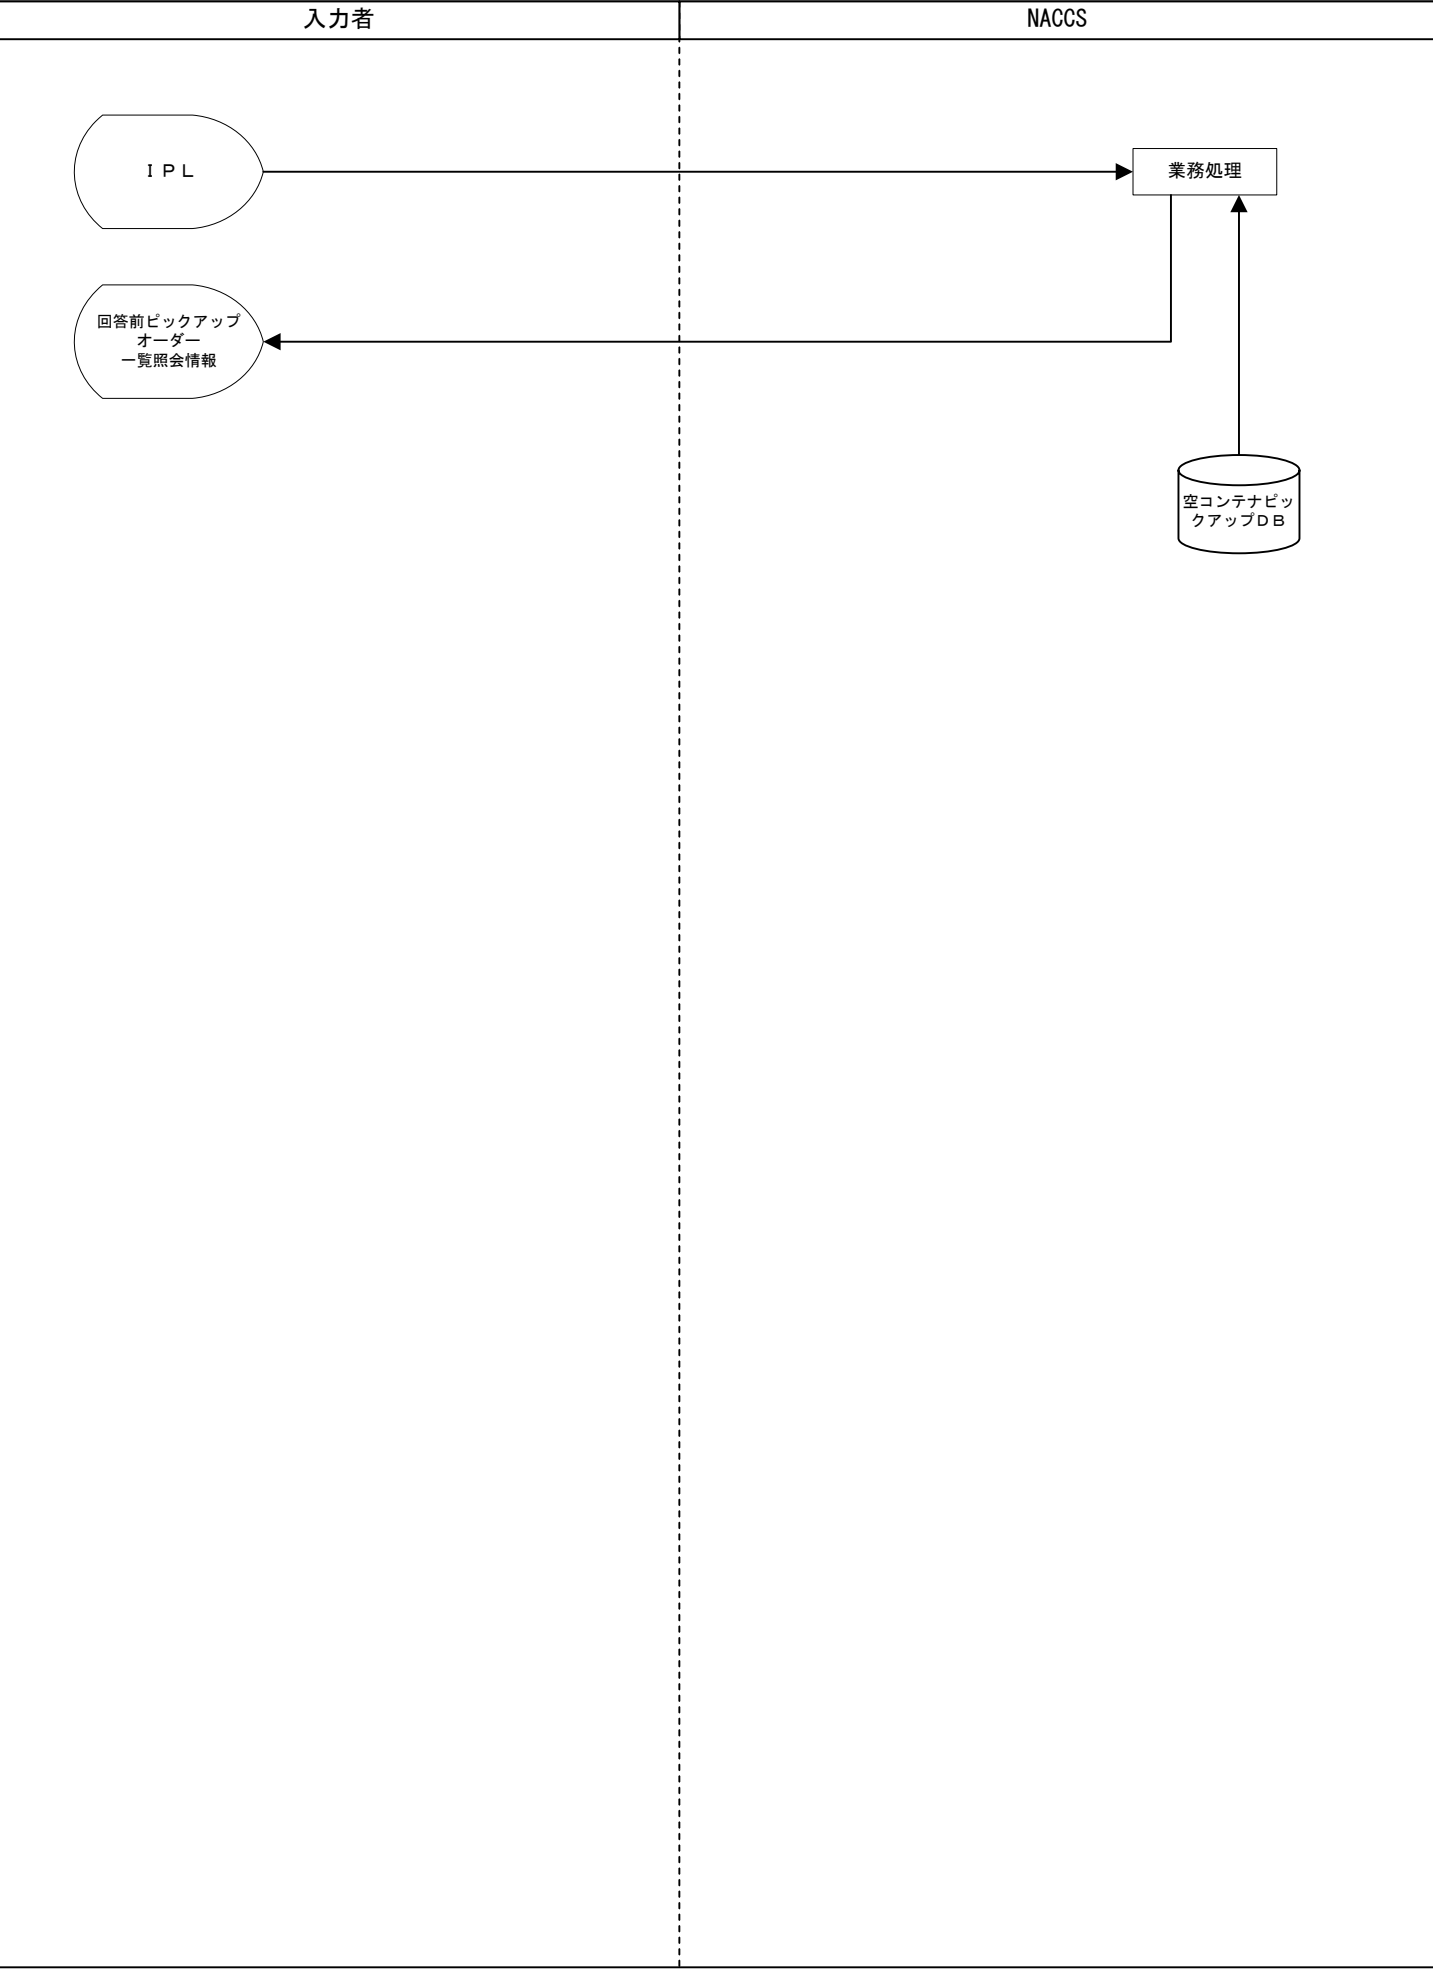 入力者
NACCS
ＩＰＬ
業務処理
回答前ピックアップ
オーダー
一覧照会情報
空コンテナピッ
クアップＤＢ